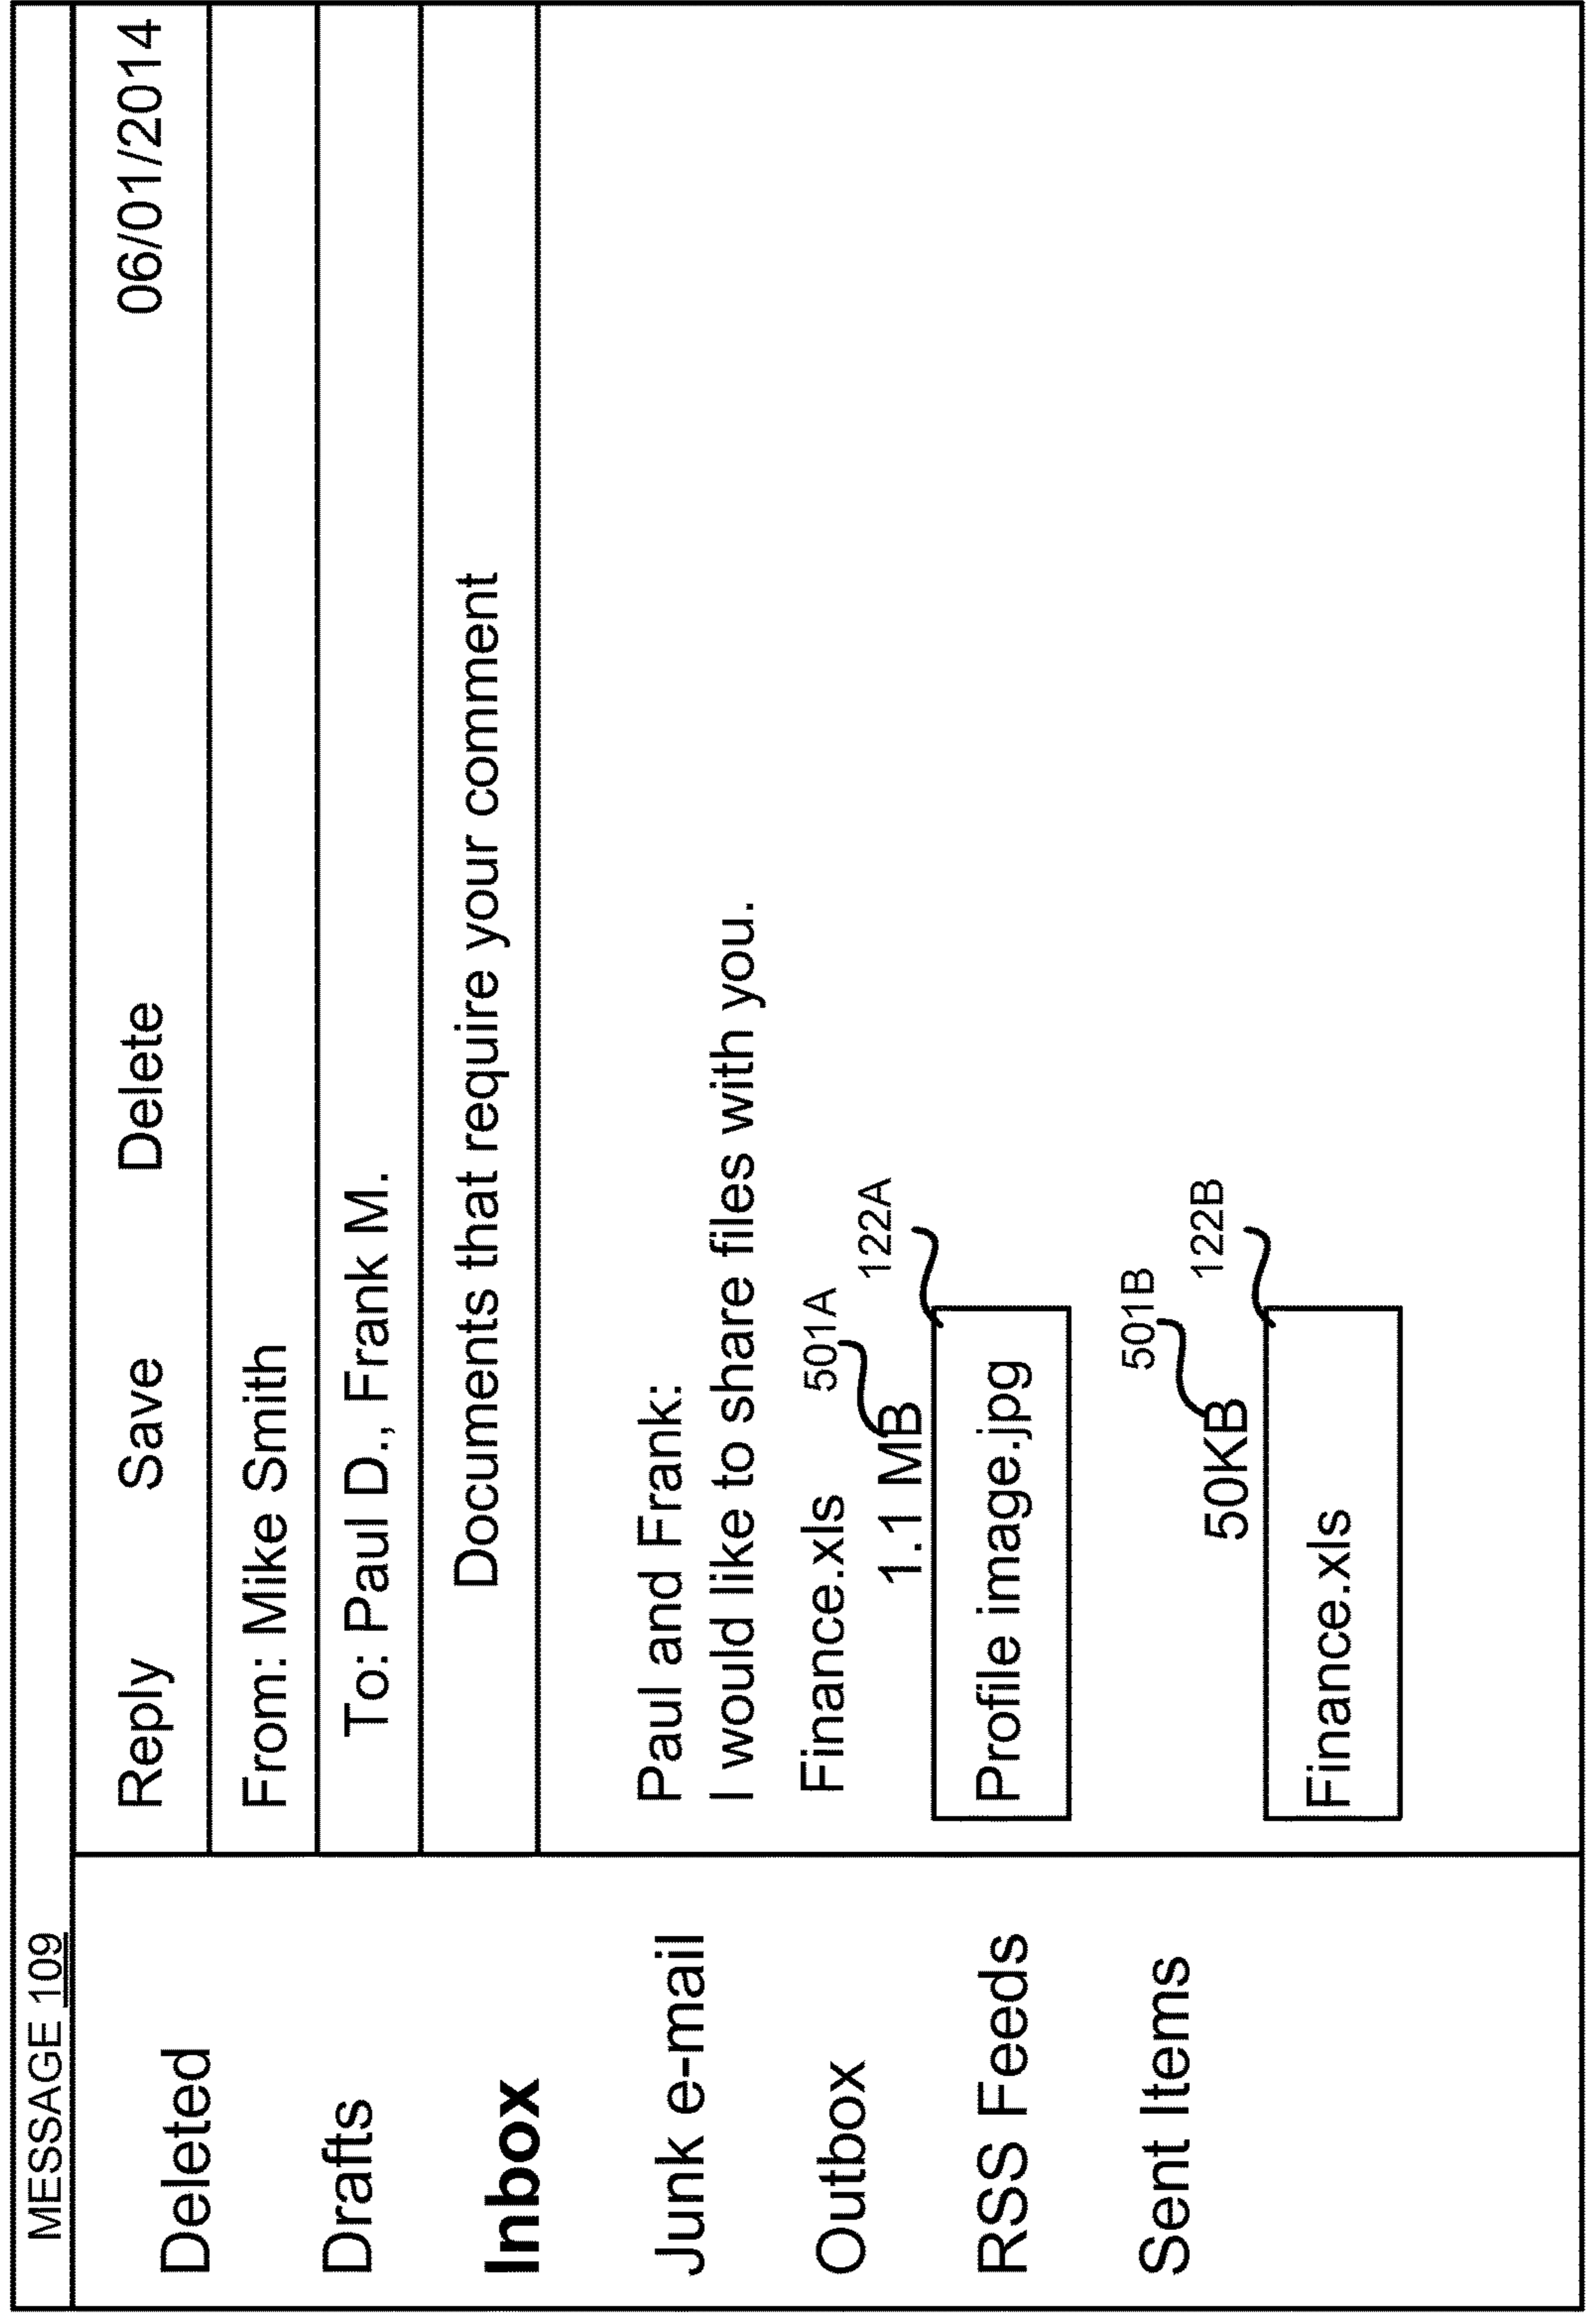 MESSAGE 109
Deleted
Drafts
Inbox
Junk e-mail
Outbox
RSS Feeds
Sent Items
Reply Save Delete 06/01/2014
From: Mike Smith
To: Paul D., Frank M.
Documents that require your comment
Paul and Frank:
I would like to share files with you.
Finance.xls 501A
1.1 MB 122A
Profile image.jpg
501B
50KB 122B
Finance.xls